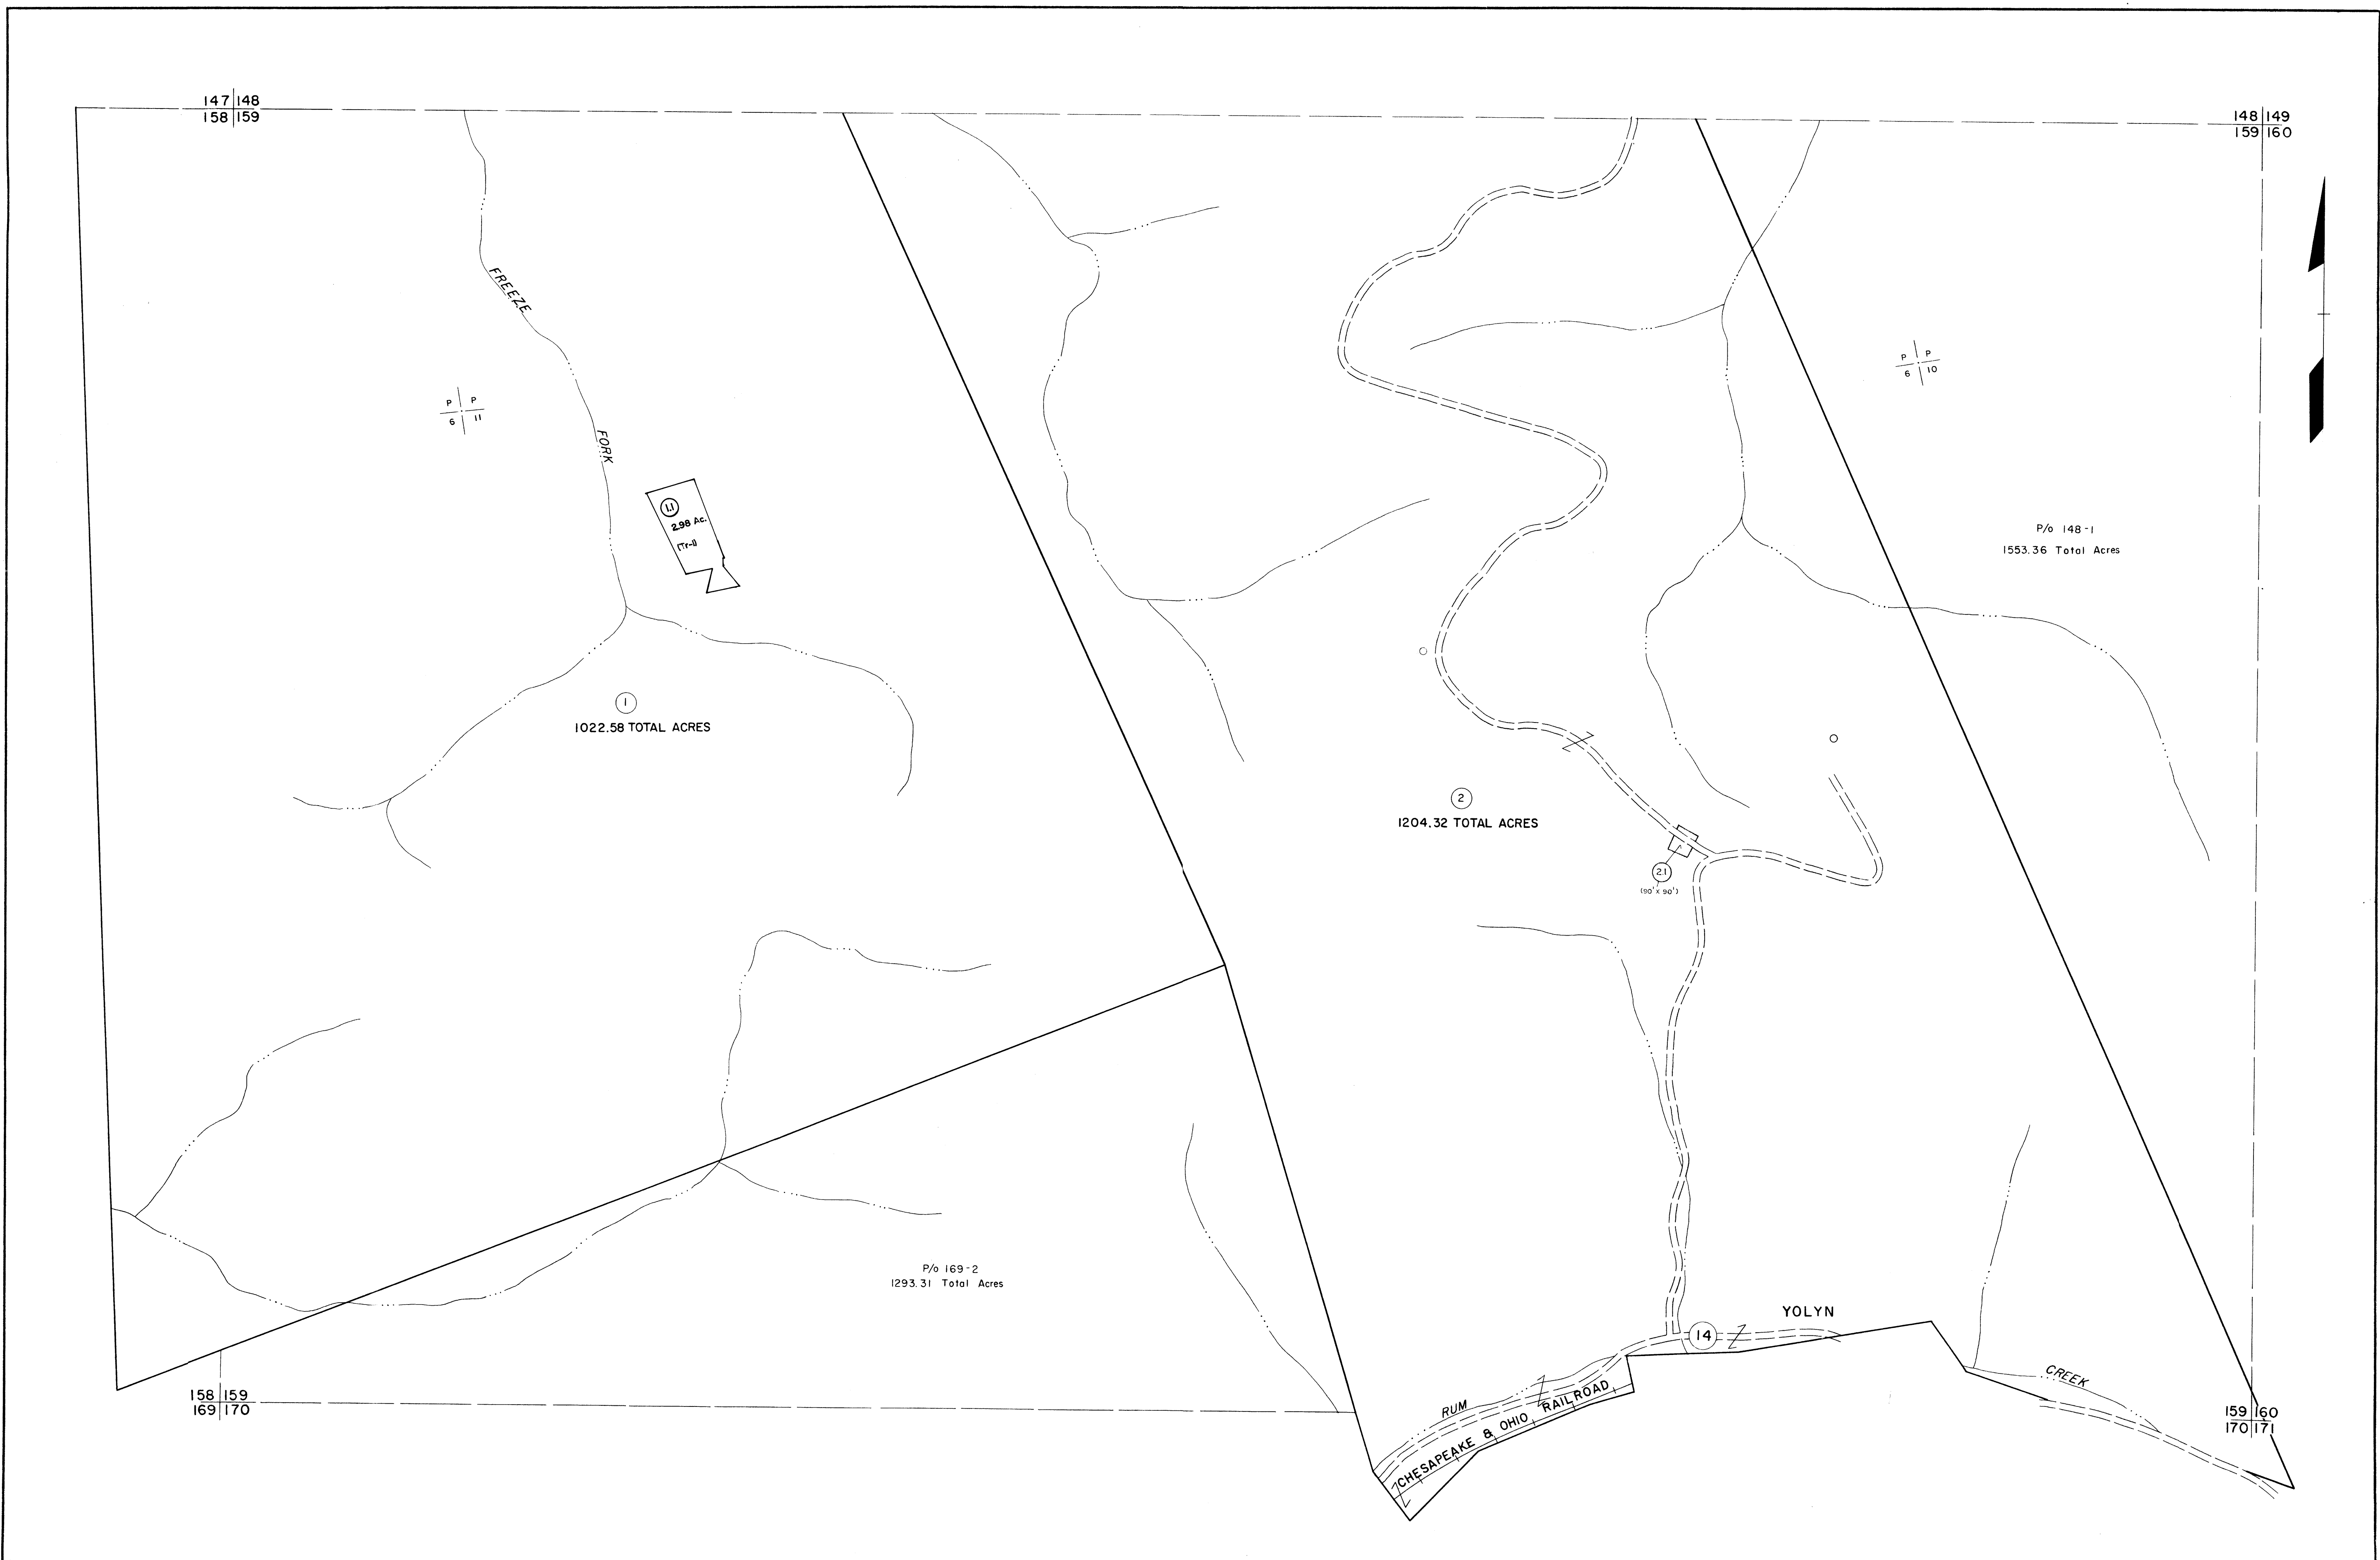 147 148
158 159
148 149
159 160
FREEZE
FORK
P P
6 11
P P
6 10
1.1
2.98 Ac.
(Tr-1)
P/o 148-1
1553.36 Total Acres
1
1022.58 TOTAL ACRES
2
1204.32 TOTAL ACRES
2.1
(90' x 90')
P/o 169-2
1293.31 Total Acres
YOLYN
14
CREEK
RUM
CHESAPEAKE & OHIO RAILROAD
158 159
169 170
159 160
170 171